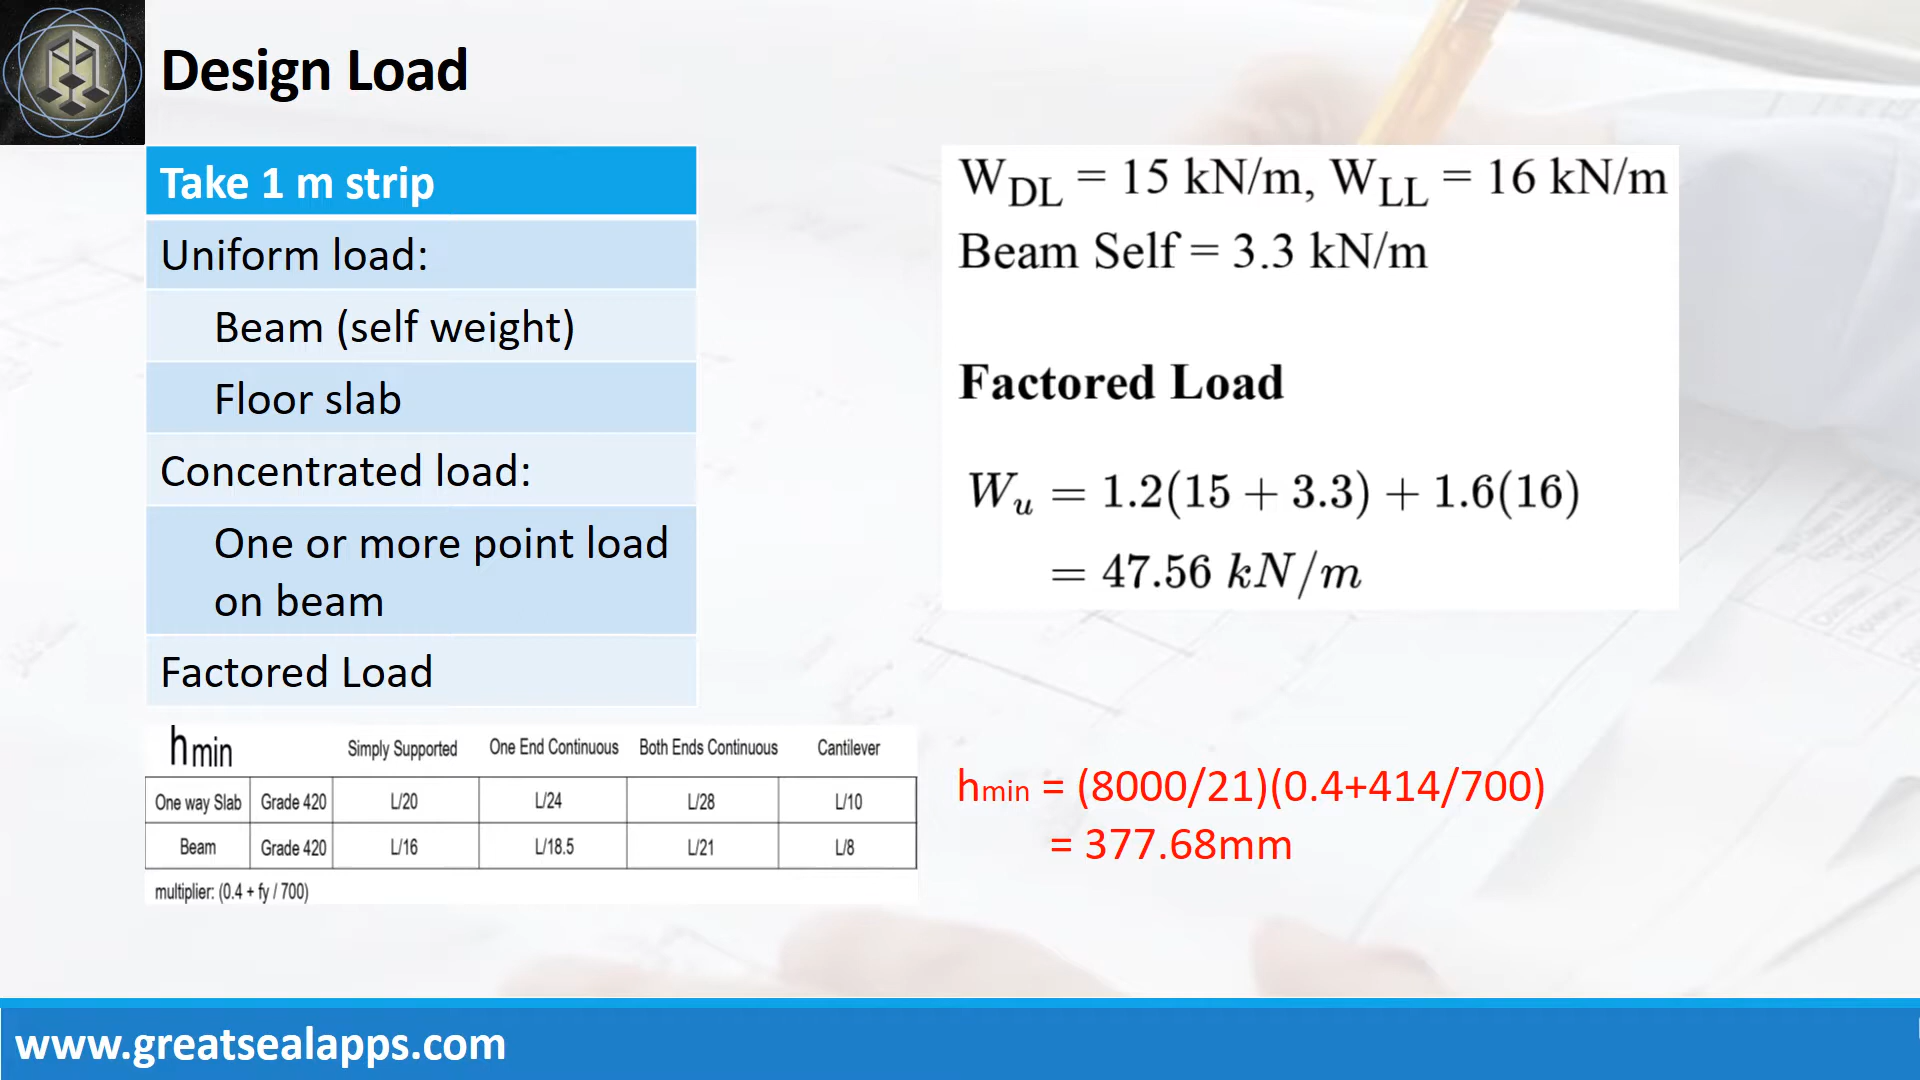 Design Load
Take 1 m strip
Uniform load:
Beam (self weight)
Floor slab
Concentrated load:
One or more point load
on beam
Factored Load
W_DL = 15 kN/m, W_LL = 16 kN/m
Beam Self = 3.3 kN/m
Factored Load
W_u = 1.2(15 + 3.3) + 1.6(16)
= 47.56 kN/m
hmin Simply Supported One End Continuous Both Ends Continuous Cantilever
One way Slab Grade 420 L/20 L/24 L/28 L/10
Beam Grade 420 L/16 L/18.5 L/21 L/8
multiplier: (0.4 + fy / 700)
hmin = (8000/21)(0.4+414/700)
= 377.68mm
www.greatsealapps.com